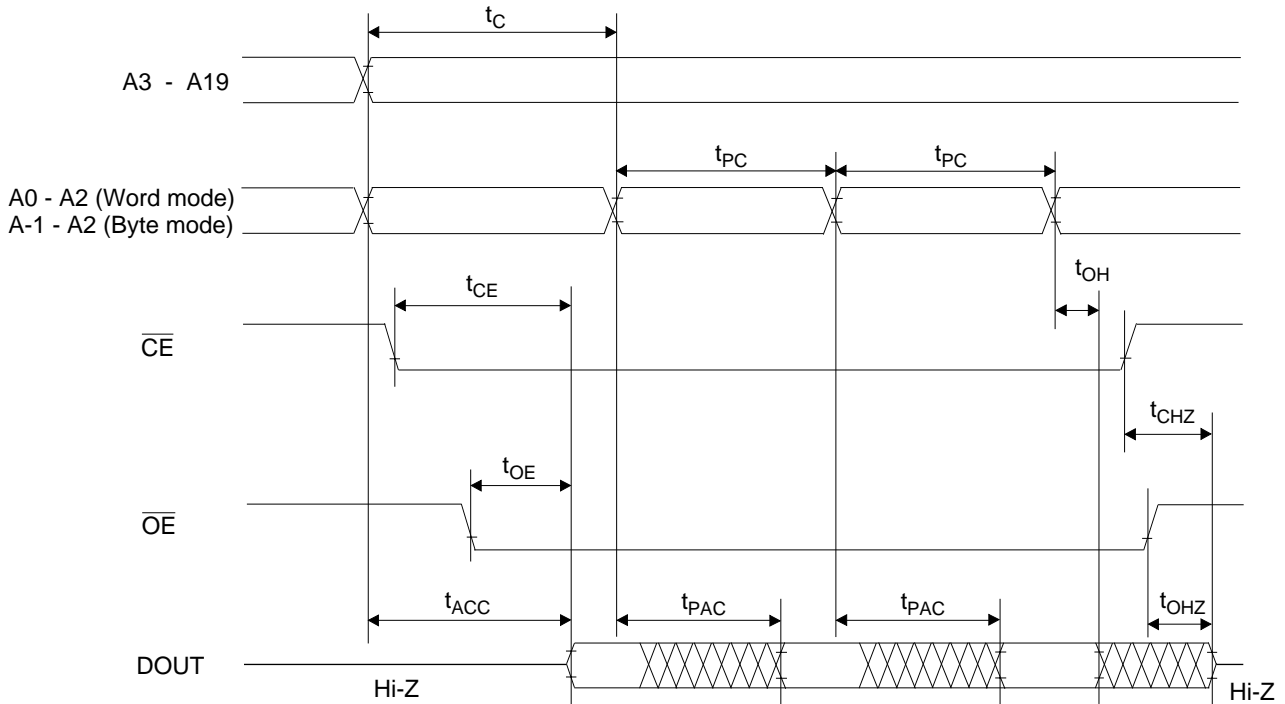 tC
A3 - A19
tPC tPC
A0 - A2 (Word mode)
A-1 - A2 (Byte mode)
tOH
tCE
CE
tCHZ
tOE
OE
tACC tPAC tPAC tOHZ
DOUT
Hi-Z Hi-Z